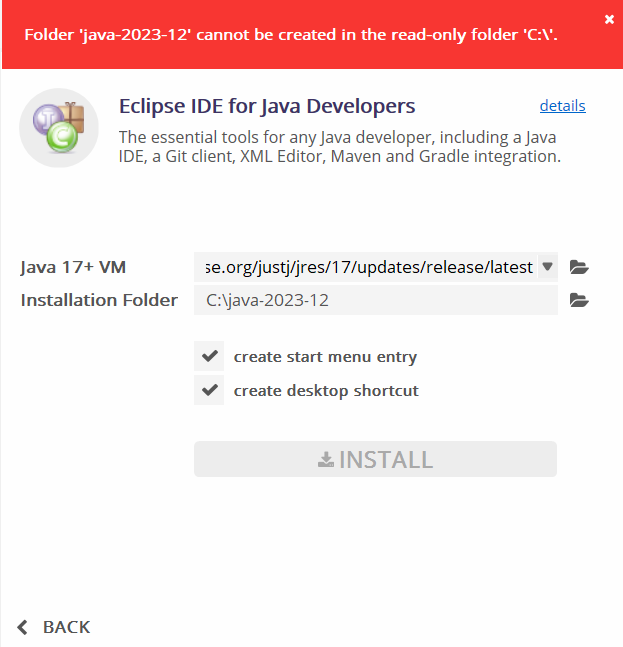 Folder 'java-2023-12' cannot be created in the read-only folder 'C:\'.
Eclipse IDE for Java Developers
details
The essential tools for any Java developer, including a Java
IDE, a Git client, XML Editor, Maven and Gradle integration.
Java 17+ VM
se.org/justj/jres/17/updates/release/latest
Installation Folder
C:\java-2023-12
create start menu entry
create desktop shortcut
INSTALL
BACK